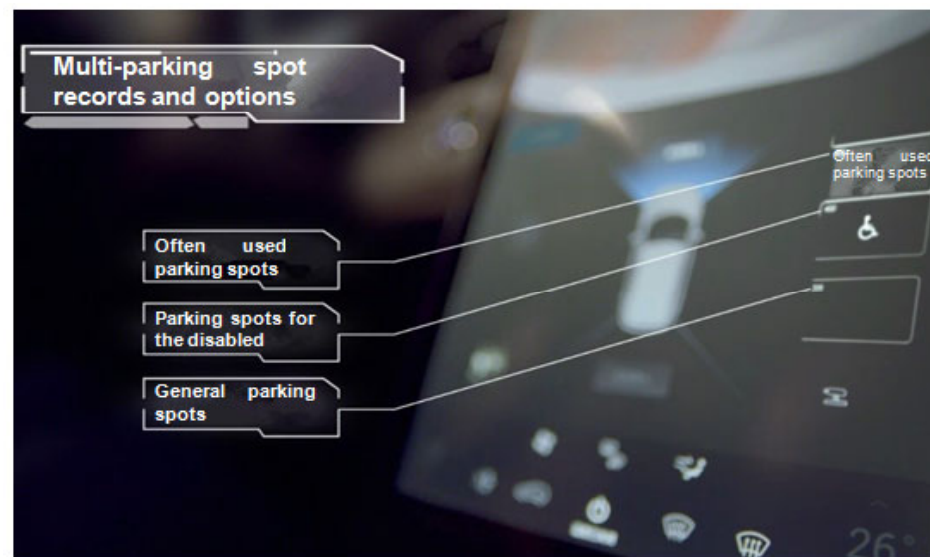 Multi-parking spot
records and options
Often used
parking spots
Often used
parking spots
Parking spots for
the disabled
General parking
spots
26°